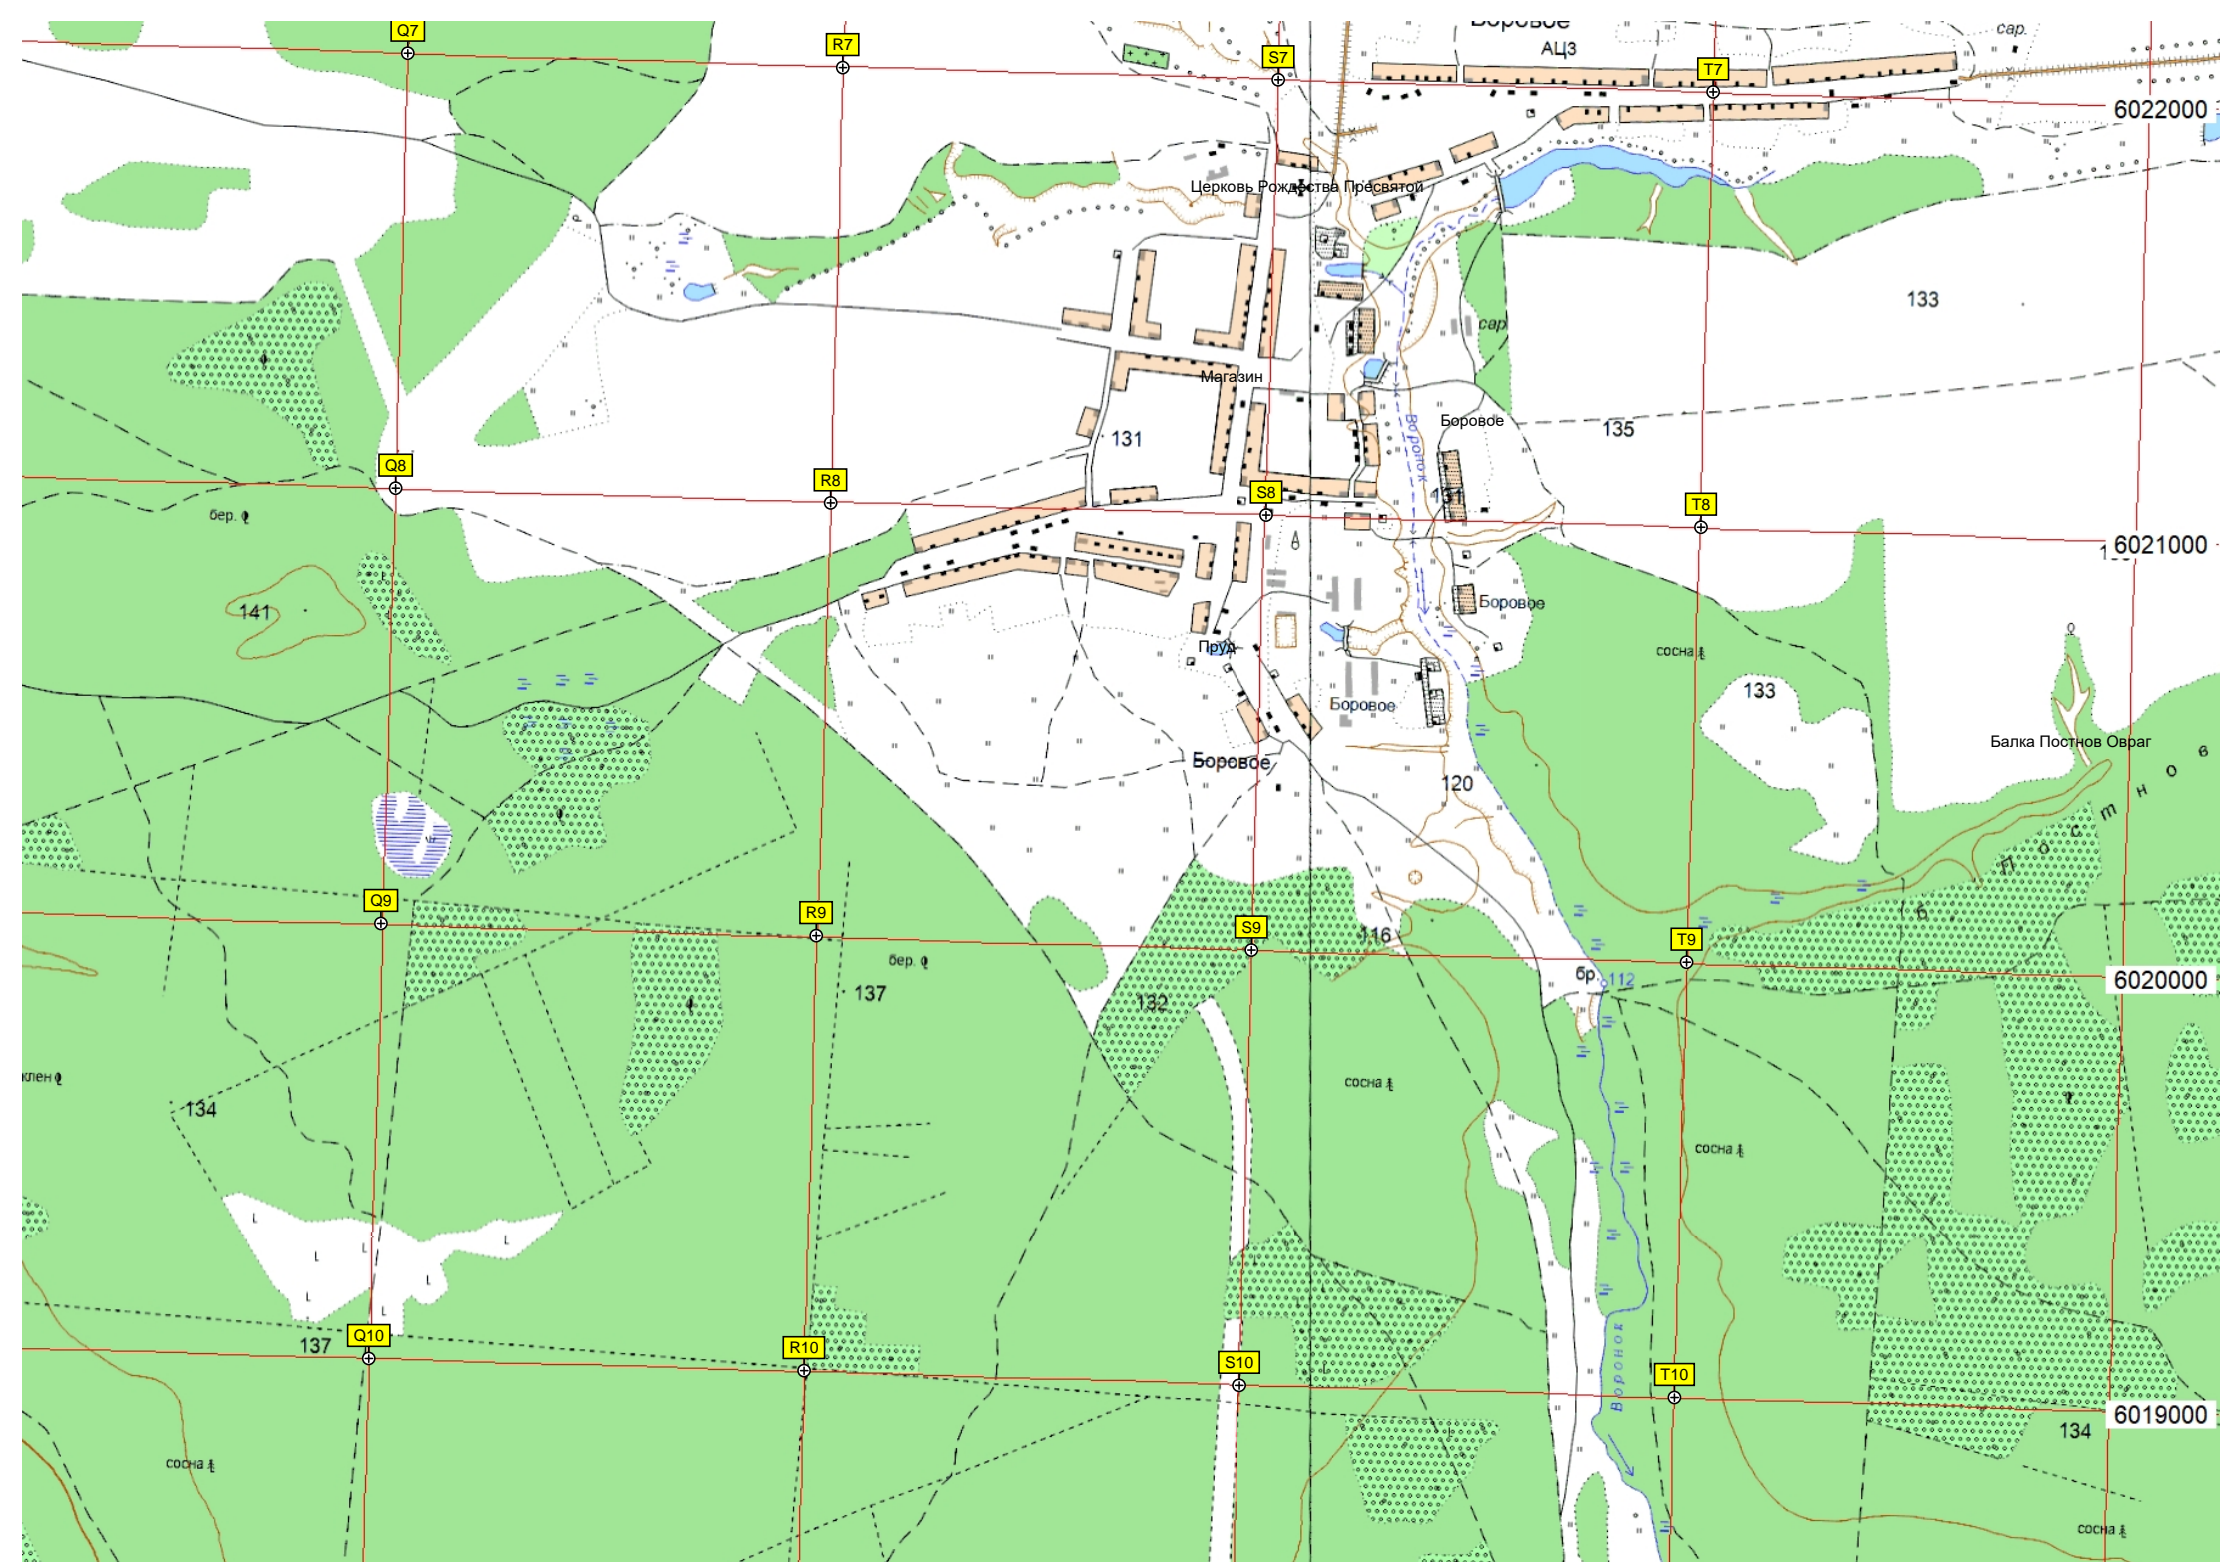 Q7
R7
S7
Боровое
АЦЗ
T7
сар.
6022000
Церковь Рождества Пресвятой
133
сар
Магазин
131
Боровое
135
Воронок
Q8
R8
S8
T8
6021000
бер.
141
Боровое
сосна
Пруд
133
Боровое
Балка Постнов Овраг
Боровое
120
Постнов
б
Q9
R9
S9
116
T9
бер.
137
132
бр.
112
6020000
клен
134
сосна
сосна
L
L
L
L
L
L
L
137
Q10
R10
S10
T10
Воронок
6019000
134
сосна
сосна